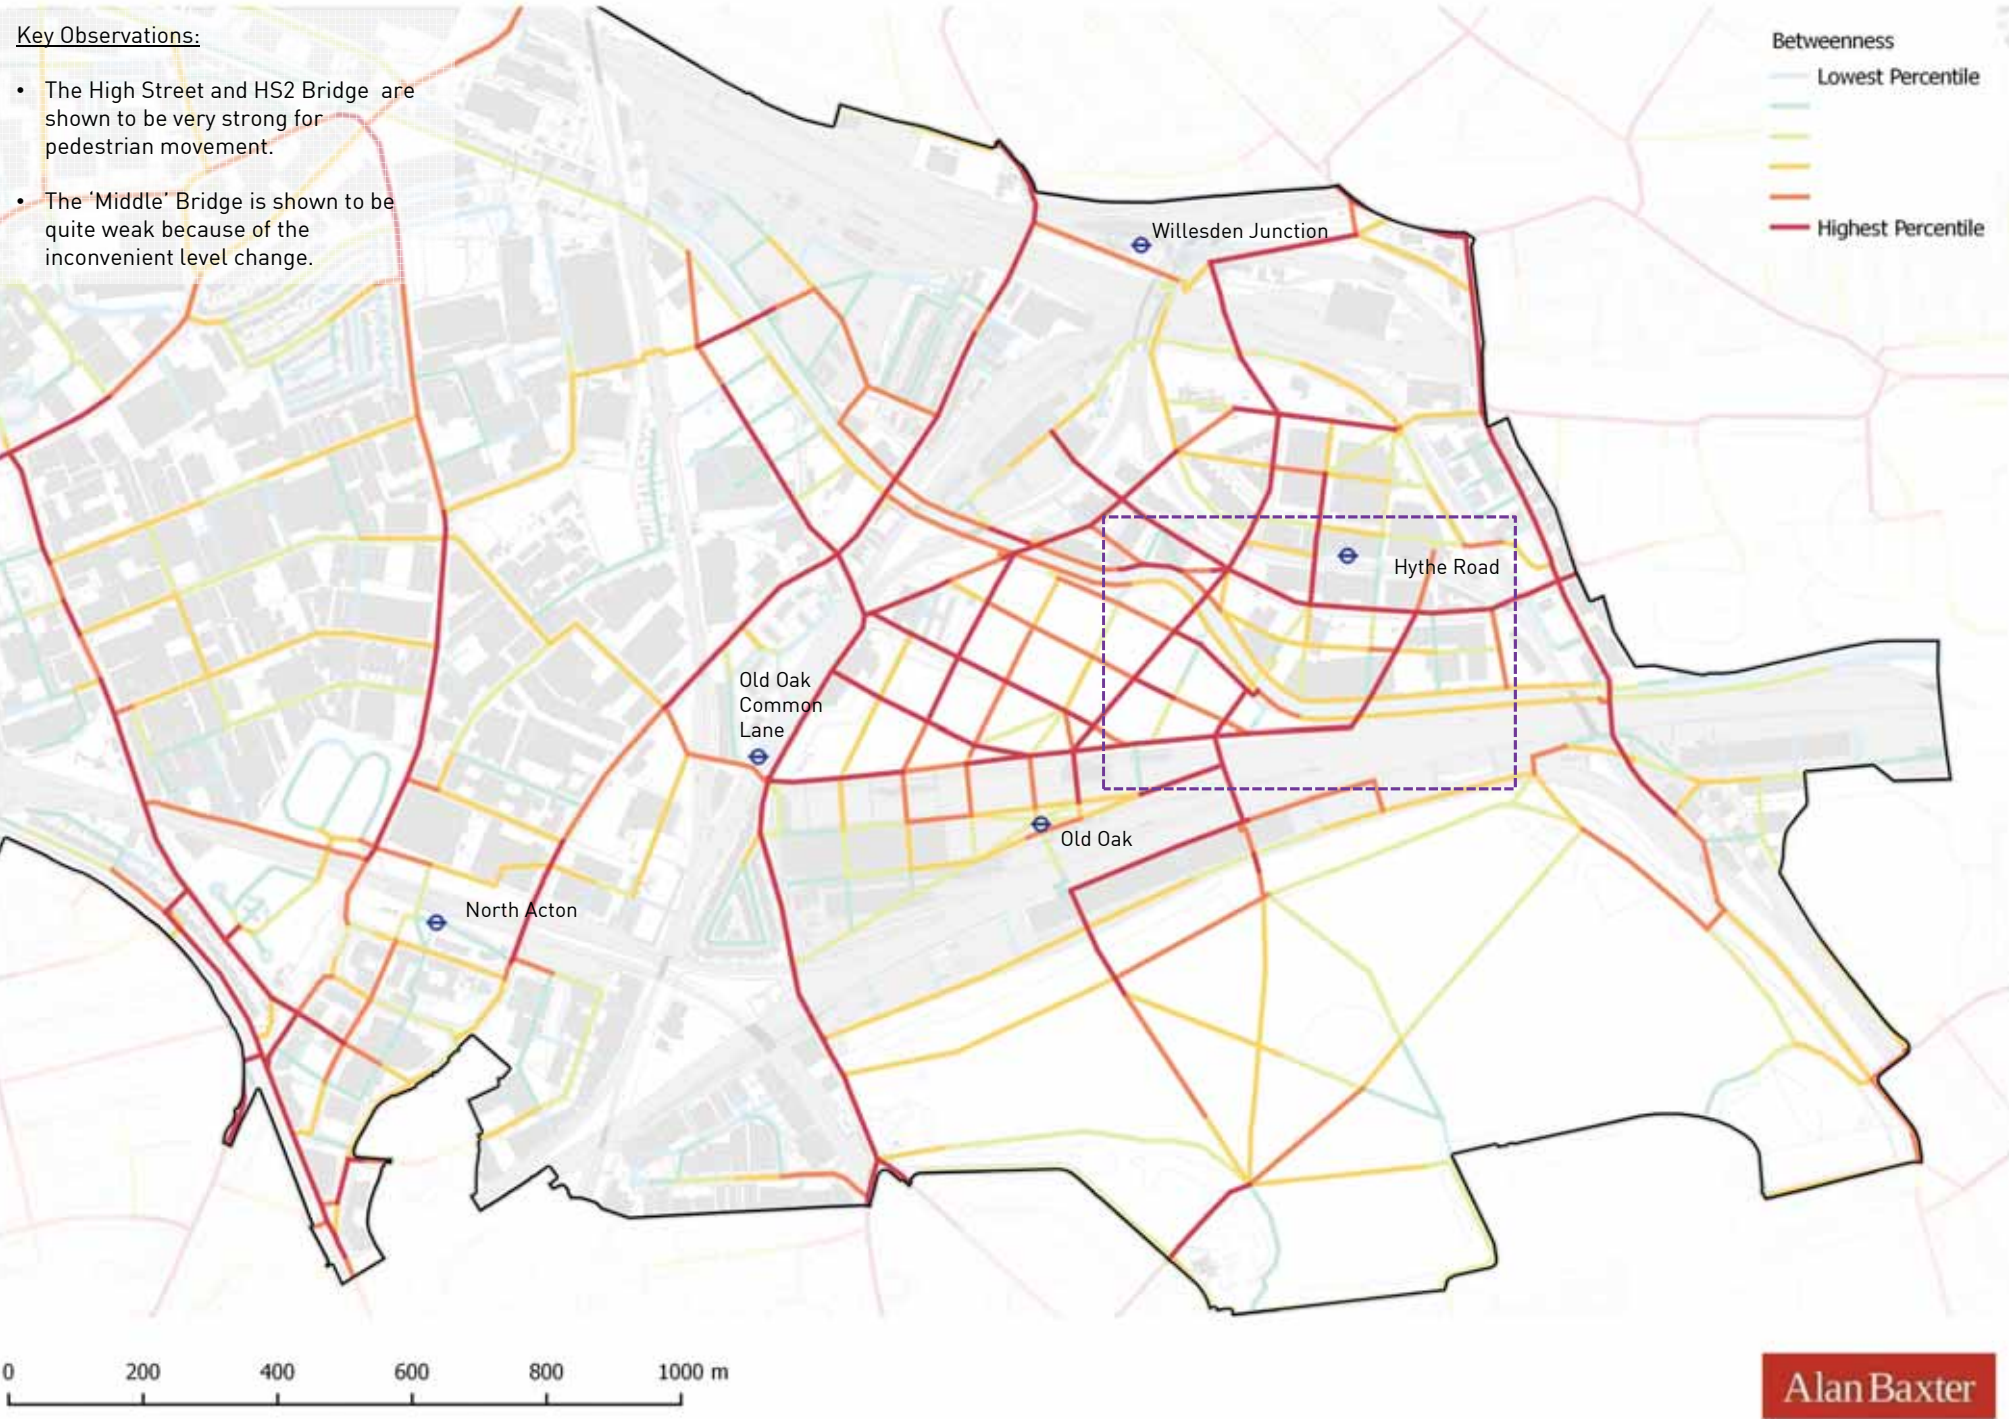 Key Observations:
• The High Street and HS2 Bridge are
shown to be very strong for
pedestrian movement.
• The ‘Middle’ Bridge is shown to be
quite weak because of the
inconvenient level change.
Betweenness
Lowest Percentile
Highest Percentile
Willesden Junction
Hythe Road
Old Oak
Common
Lane
Old Oak
North Acton
0 200 400 600 800 1000 m
Alan Baxter